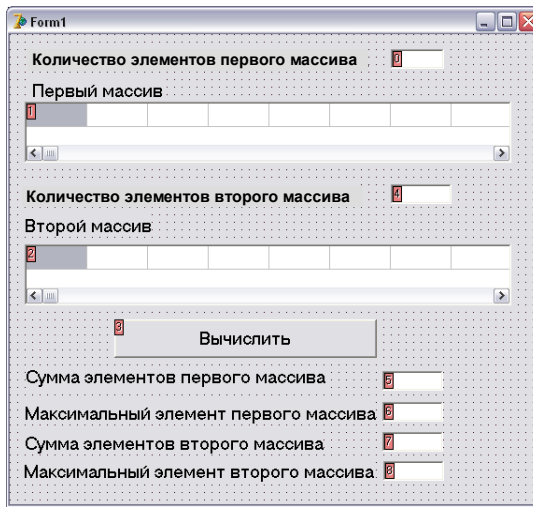 Form1
Количество элементов первого массива 0
Первый массив
1
Количество элементов второго массива 4
Второй массив
2
3
Вычислить
Сумма элементов первого массива 5
Максимальный элемент первого массива 6
Сумма элементов второго массива 7
Максимальный элемент второго массива 8